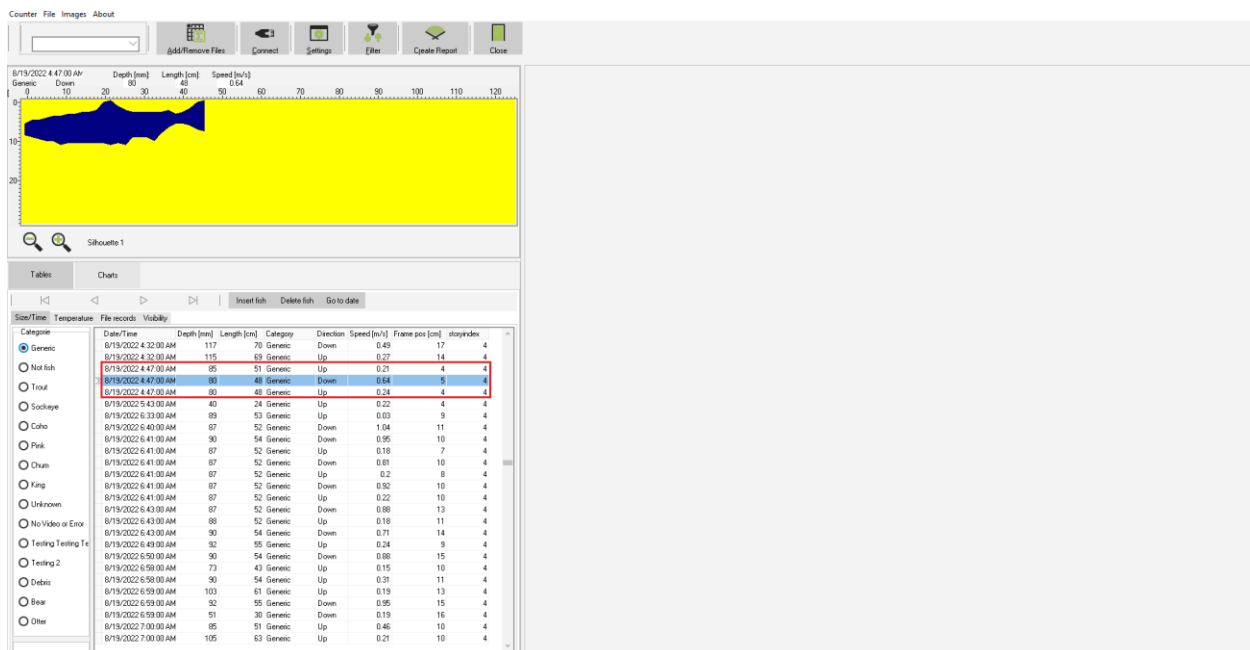 Counter File Images About
Add/Remove Files Connect Settings Filter Create Report Close
8/19/2022 4:47:00 AM Depth [mm]: Length [cm]: Speed [m/s]:
Generic Down 80 48 0.64
0 10 20 30 40 50 60 70 80 90 100 110 120
0
10
20
Silhouette 1
Tables Charts
Insert fish Delete fish Go to date
Size/Time Temperature File records Visibility
Categorie
Generic
Not fish
Trout
Sockeye
Coho
Pink
Chum
King
Unknown
No Video or Error
Testing Testing Te
Testing 2
Debris
Bear
Otter
Date/Time Depth [mm] Length [cm] Category Direction Speed [m/s] Frame pos [cm] storyindex
8/19/2022 4:32:00 AM 117 70 Generic Down 0.49 17 4
8/19/2022 4:32:00 AM 115 69 Generic Up 0.27 14 4
8/19/2022 4:47:00 AM 85 51 Generic Up 0.21 4 4
8/19/2022 4:47:00 AM 80 48 Generic Down 0.64 5 4
8/19/2022 4:47:00 AM 80 48 Generic Up 0.24 4 4
8/19/2022 5:43:00 AM 40 24 Generic Up 0.22 4 4
8/19/2022 6:33:00 AM 89 53 Generic Up 0.03 9 4
8/19/2022 6:40:00 AM 87 52 Generic Down 1.04 11 4
8/19/2022 6:41:00 AM 90 54 Generic Down 0.95 10 4
8/19/2022 6:41:00 AM 87 52 Generic Up 0.18 7 4
8/19/2022 6:41:00 AM 87 52 Generic Down 0.81 10 4
8/19/2022 6:41:00 AM 87 52 Generic Up 0.2 8 4
8/19/2022 6:41:00 AM 87 52 Generic Down 0.92 10 4
8/19/2022 6:41:00 AM 87 52 Generic Up 0.22 10 4
8/19/2022 6:43:00 AM 87 52 Generic Down 0.88 13 4
8/19/2022 6:43:00 AM 88 52 Generic Up 0.18 11 4
8/19/2022 6:43:00 AM 90 54 Generic Down 0.71 14 4
8/19/2022 6:49:00 AM 92 55 Generic Up 0.24 9 4
8/19/2022 6:50:00 AM 90 54 Generic Down 0.88 15 4
8/19/2022 6:58:00 AM 73 43 Generic Up 0.15 10 4
8/19/2022 6:58:00 AM 90 54 Generic Up 0.31 11 4
8/19/2022 6:59:00 AM 103 61 Generic Up 0.19 13 4
8/19/2022 6:59:00 AM 92 55 Generic Down 0.95 15 4
8/19/2022 6:59:00 AM 51 30 Generic Down 0.19 16 4
8/19/2022 7:00:00 AM 85 51 Generic Up 0.46 10 4
8/19/2022 7:00:00 AM 105 63 Generic Up 0.21 10 4